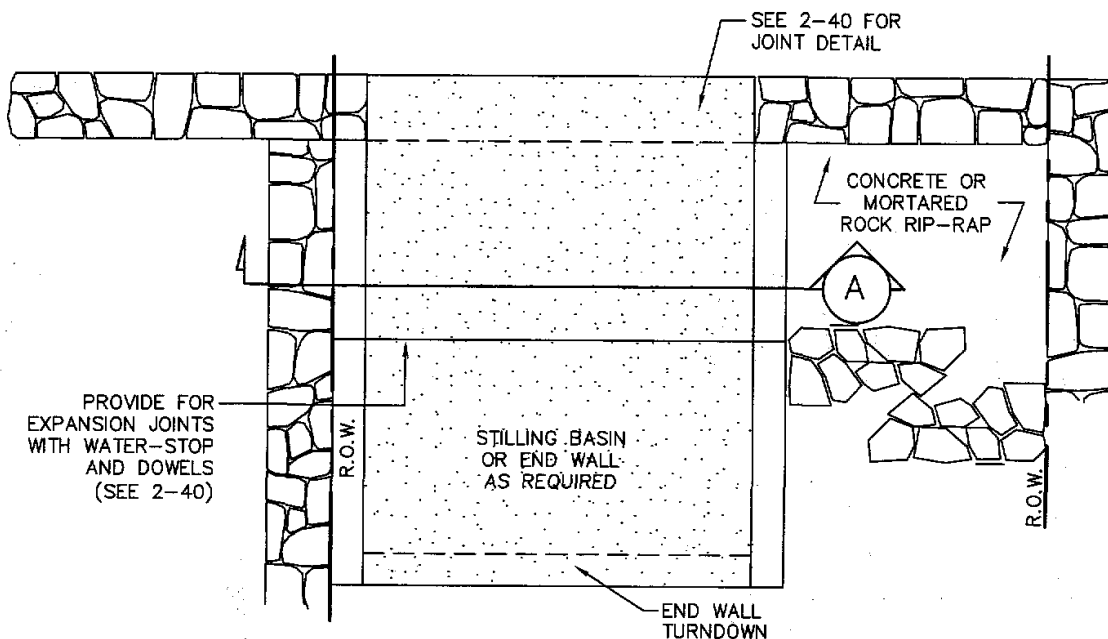 SEE 2-40 FOR
JOINT DETAIL
CONCRETE OR
MORTARED
ROCK RIP-RAP
A
PROVIDE FOR
EXPANSION JOINTS
WITH WATER-STOP
AND DOWELS
(SEE 2-40)
R.O.W.
STILLING BASIN
OR END WALL
AS REQUIRED
R.O.W.
END WALL
TURNDOWN